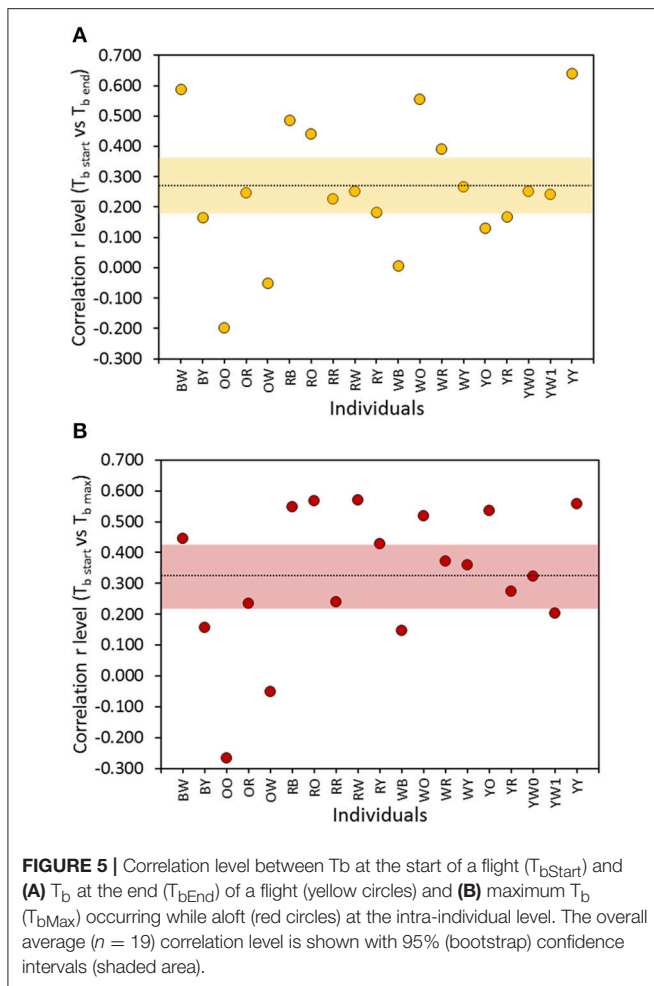 A
0.700
0.600
0.500
0.400
0.300
0.200
0.100
0.000
-0.100
-0.200
-0.300
Correlation r level (Tb start vs Tb end)
BW BY OO OR OW RB RO RR RW RY WB WO WR WY YO YR YW0 YW1 YY
Individuals
B
0.700
0.600
0.500
0.400
0.300
0.200
0.100
0.000
-0.100
-0.200
-0.300
Correlation r level (Tb start vs Tb max)
BW BY OO OR OW RB RO RR RW RY WB WO WR WY YO YR YW0 YW1 YY
Individuals
FIGURE 5 | Correlation level between Tb at the start of a flight (TbStart) and
(A) Tb at the end (TbEnd) of a flight (yellow circles) and (B) maximum Tb
(TbMax) occurring while aloft (red circles) at the intra-individual level. The overall
average (n = 19) correlation level is shown with 95% (bootstrap) confidence
intervals (shaded area).